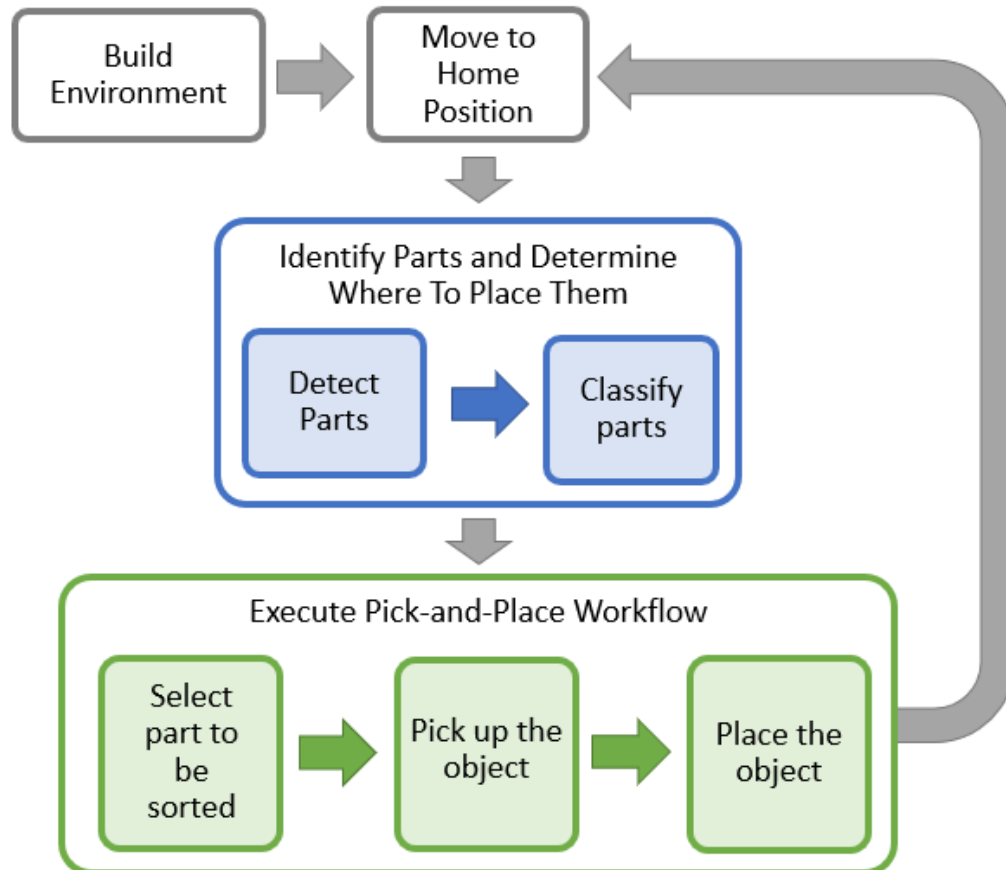 Build
Environment
Move to
Home
Position
Identify Parts and Determine
Where To Place Them
Detect
Parts
Classify
parts
Execute Pick-and-Place Workflow
Select
part to
be
sorted
Pick up the
object
Place the
object